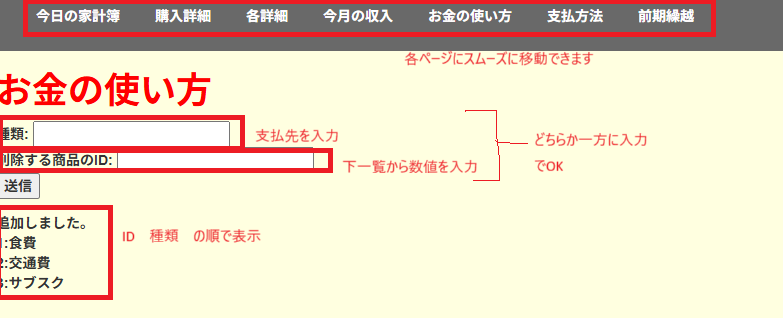 今日の家計簿 購入詳細 各詳細 今月の収入 お金の使い方 支払方法 前期繰越
各ページにスムーズに移動できます
お金の使い方
種類:
支払先を入力
削除する商品のID:
下一覧から数値を入力
どちらか一方に入力
でOK
送信
追加しました。
1:食費
2:交通費
3:サブスク
ID 種類 の順で表示